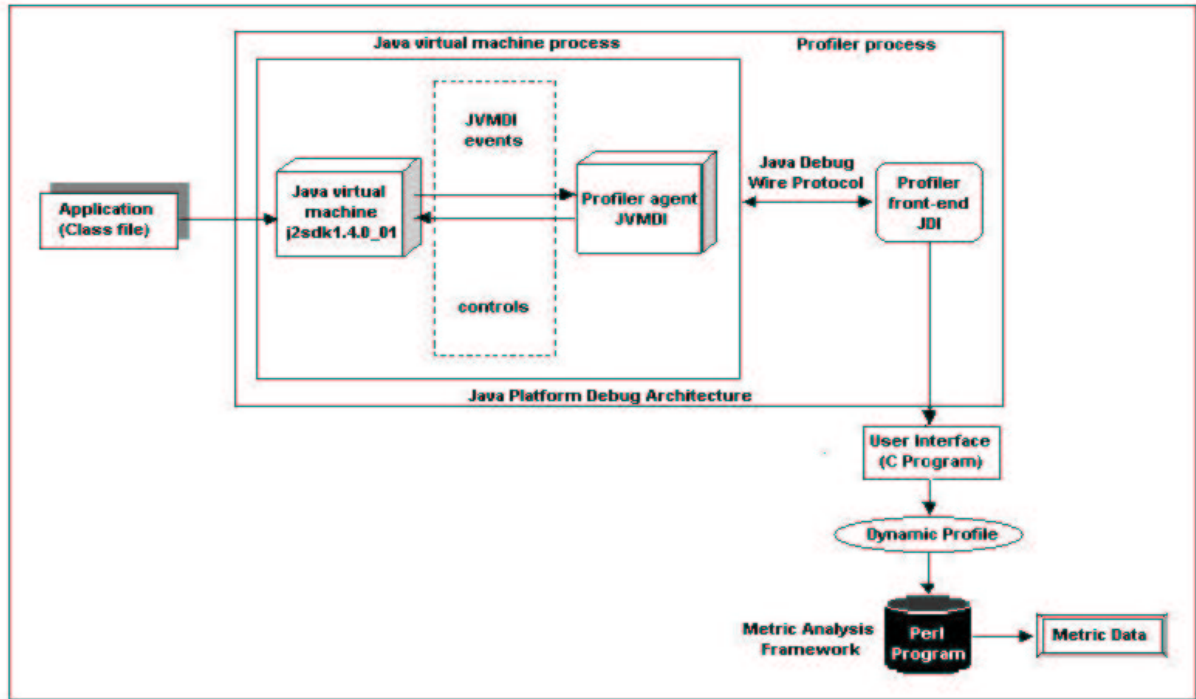 Java virtual machine process
Profiler process
JVMDI
events
Java virtual
machine
j2sdk1.4.0_01
Application
(Class file)
Profiler agent
JVMDI
Java Debug
Wire Protocol
Profiler
front-end
JDI
controls
Java Platform Debug Architecture
User Interface
(C Program)
Dynamic Profile
Metric Analysis
Framework
Perl
Program
Metric Data